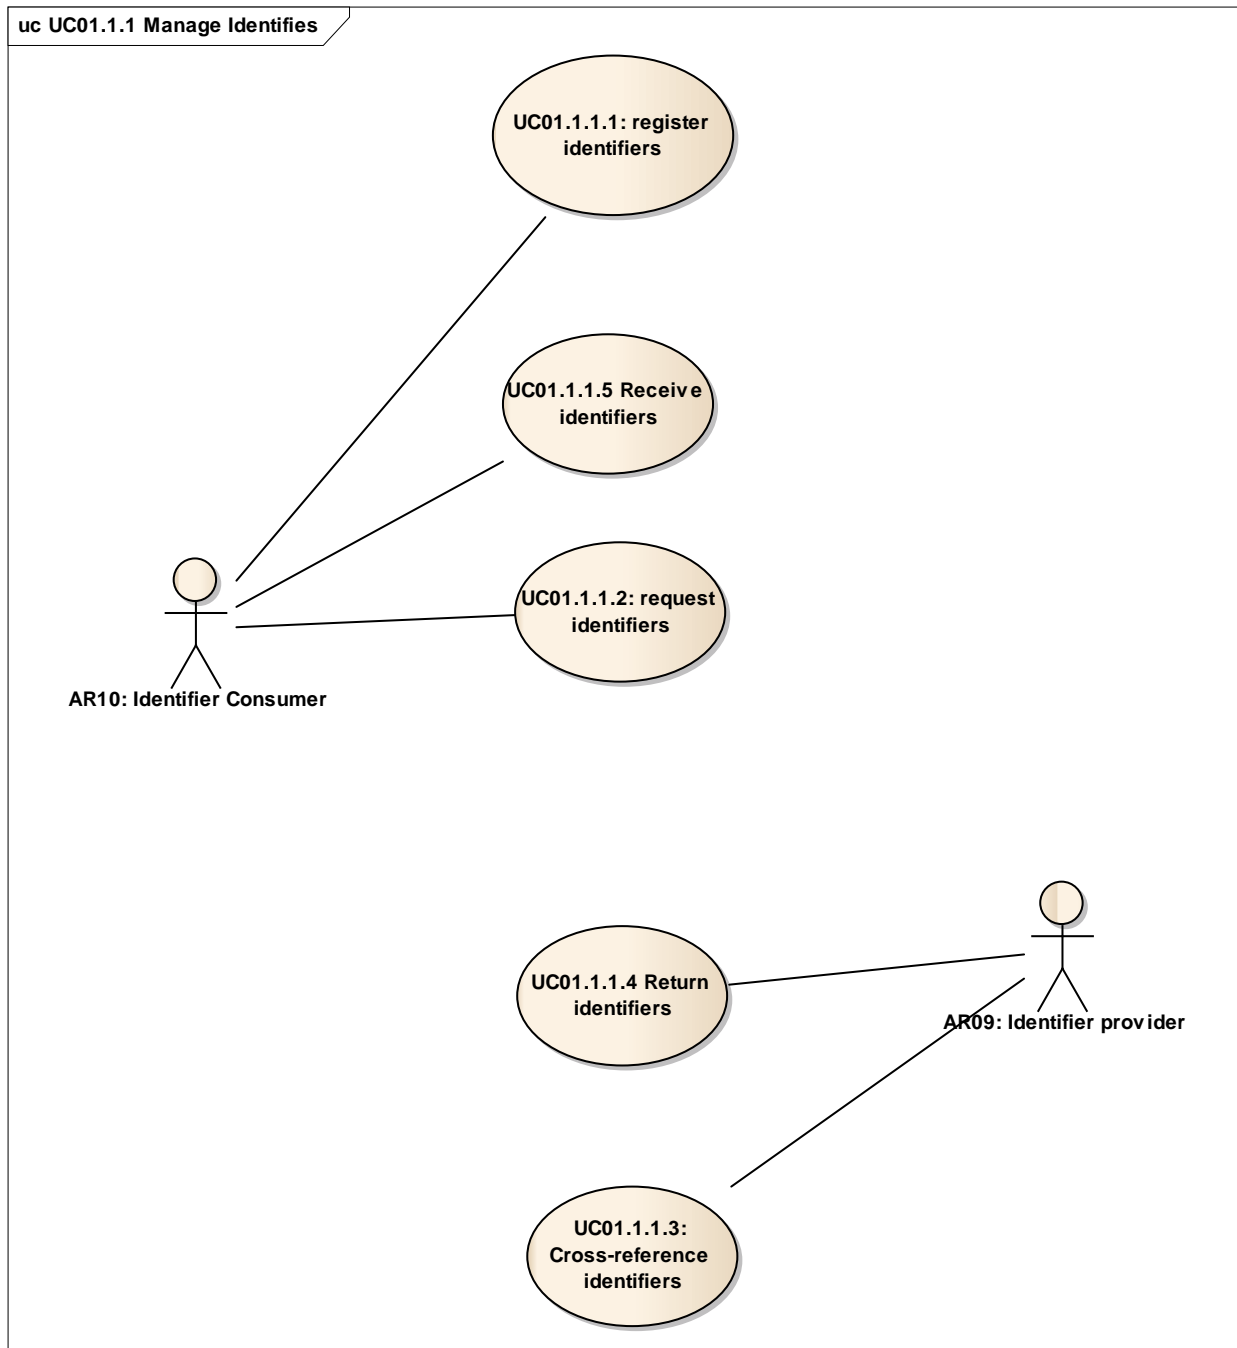 uc UC01.1.1 Manage Identifies
UC01.1.1.1: register
identifiers
UC01.1.1.5 Receive
identifiers
UC01.1.1.2: request
identifiers
AR10: Identifier Consumer
UC01.1.1.4 Return
identifiers
AR09: Identifier provider
UC01.1.1.3:
Cross-reference
identifiers